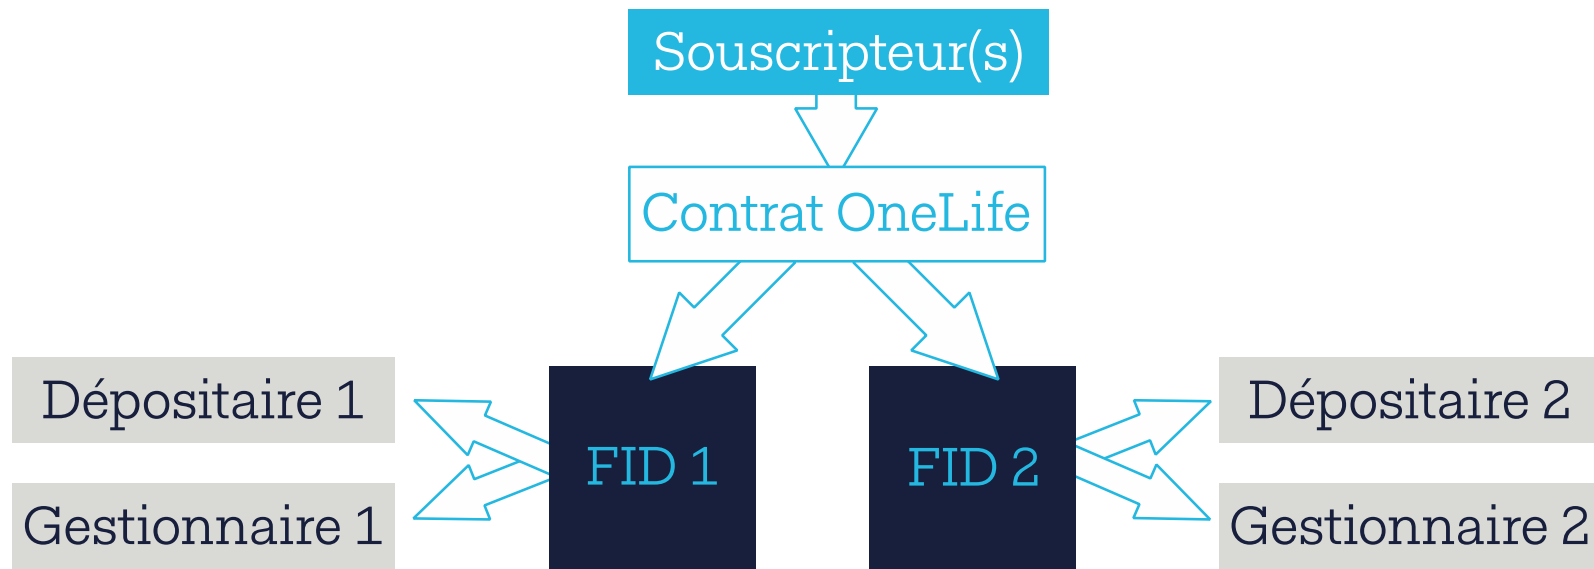 Souscripteur(s)
Contrat OneLife
Dépositaire 1
Gestionnaire 1
FID 1
FID 2
Dépositaire 2
Gestionnaire 2